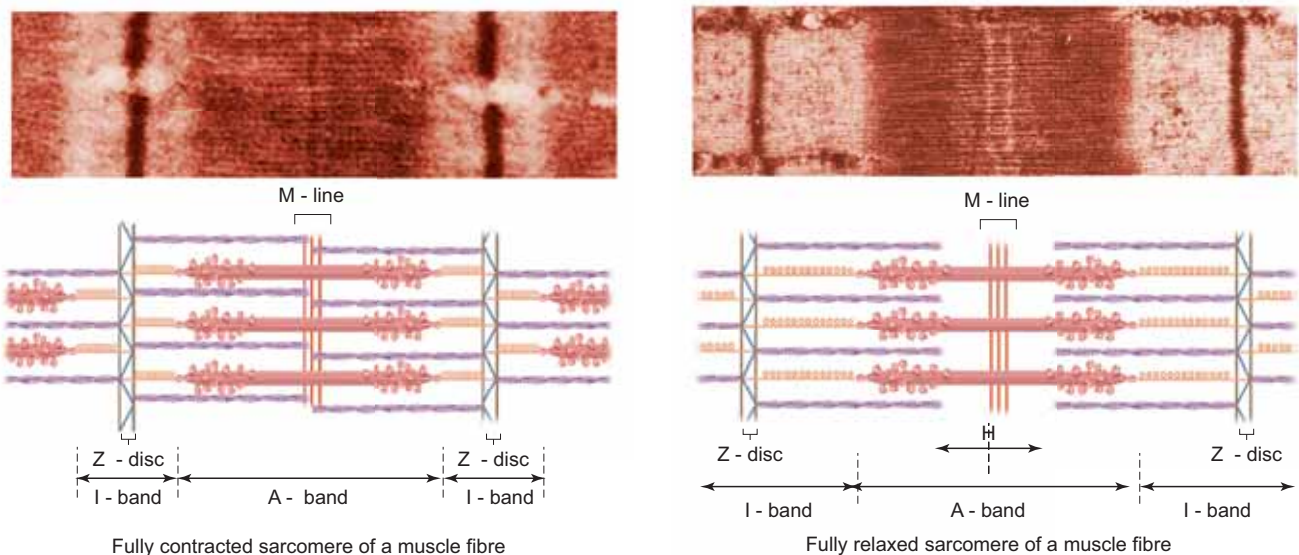 M - line
Z - disc
Z - disc
I - band
A - band
I - band
Fully contracted sarcomere of a muscle fibre
M - line
H
Z - disc
Z - disc
I - band
A - band
I - band
Fully relaxed sarcomere of a muscle fibre